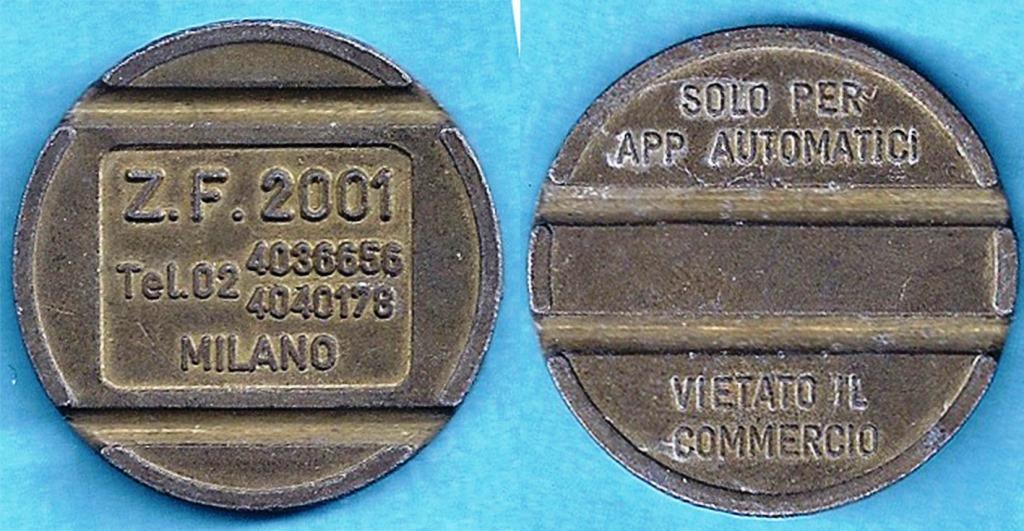 Z.F. 2001
Tel.02 4036656
4040178
MILANO
SOLO PER
APP AUTOMATICI
VIETATO IL
COMMERCIO